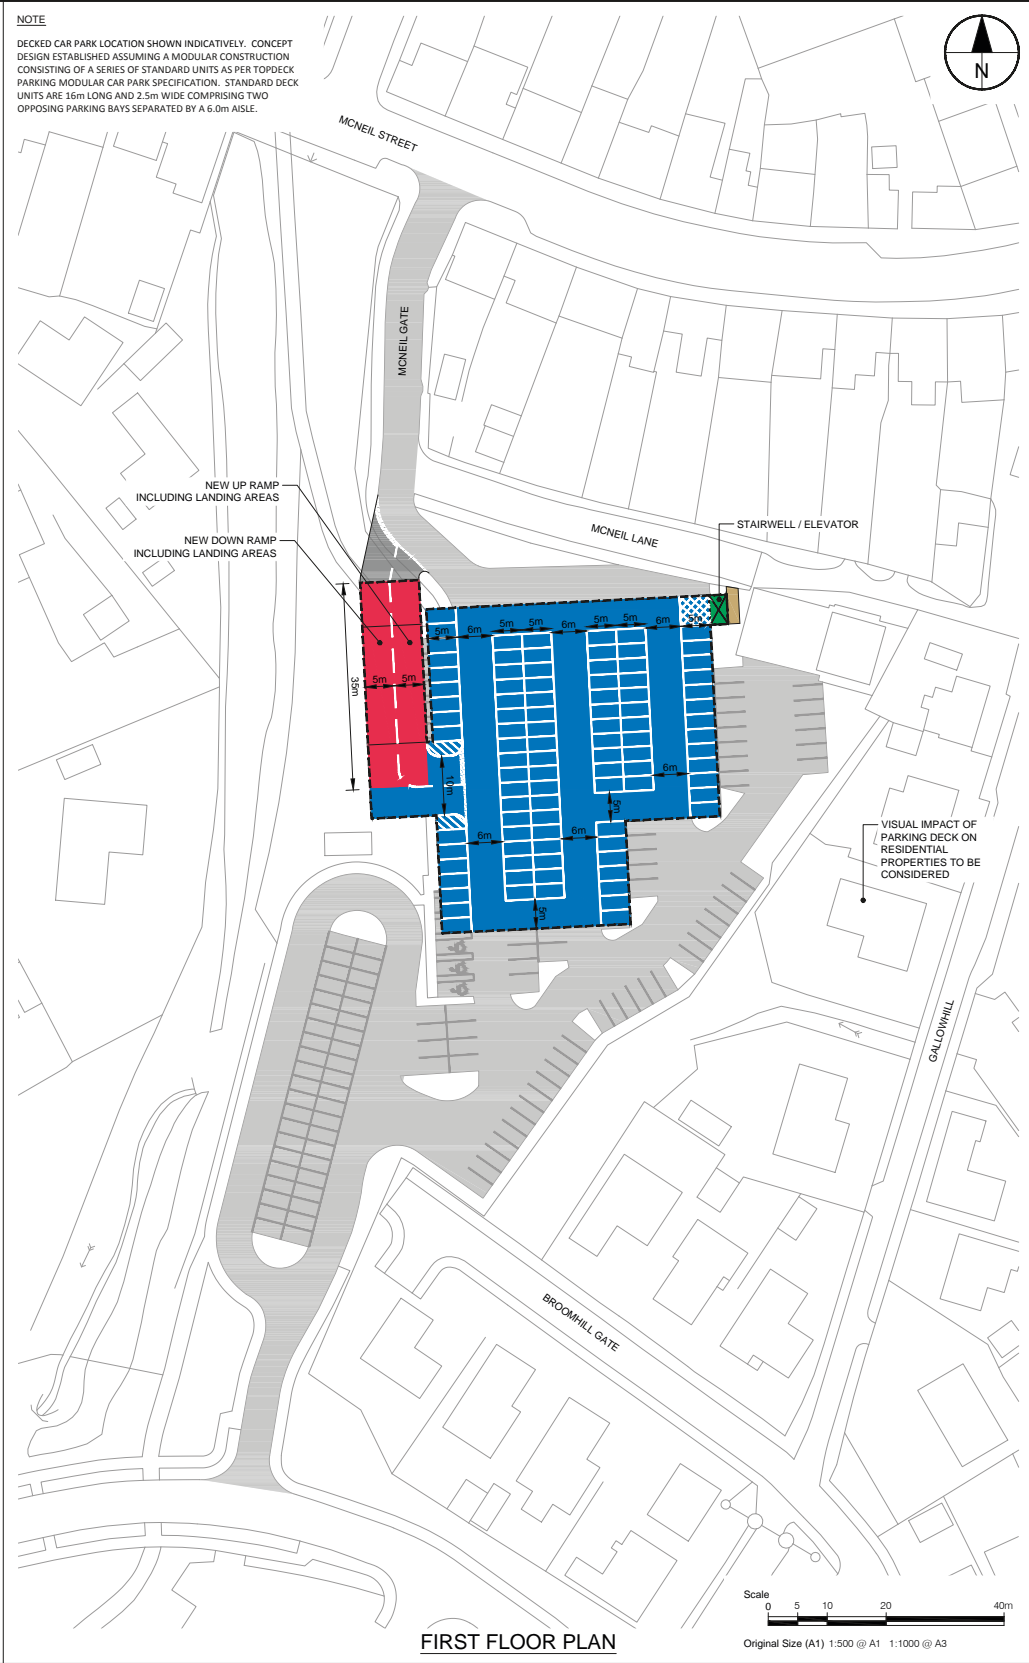 NOTE
DECKED CAR PARK LOCATION SHOWN INDICATIVELY. CONCEPT
DESIGN ESTABLISHED ASSUMING A MODULAR CONSTRUCTION
CONSISTING OF A SERIES OF STANDARD UNITS AS PER TOPDECK
PARKING MODULAR CAR PARK SPECIFICATION. STANDARD DECK
UNITS ARE 16m LONG AND 2.5m WIDE COMPRISING TWO
OPPOSING PARKING BAYS SEPARATED BY A 6.0m AISLE.
N
MCNEIL STREET
MCNEIL GATE
NEW UP RAMP
INCLUDING LANDING AREAS
NEW DOWN RAMP
INCLUDING LANDING AREAS
MCNEIL LANE
STAIRWELL / ELEVATOR
5m
6m
5m
5m
6m
5m
5m
6m
5m
35m
5m
5m
10m
6m
5m
6m
6m
5m
VISUAL IMPACT OF
PARKING DECK ON
RESIDENTIAL
PROPERTIES TO BE
CONSIDERED
GALLOWHILL
BROOMHILL GATE
FIRST FLOOR PLAN
Scale
0 5 10 20 40m
Original Size (A1) 1:500 @ A1 1:1000 @ A3